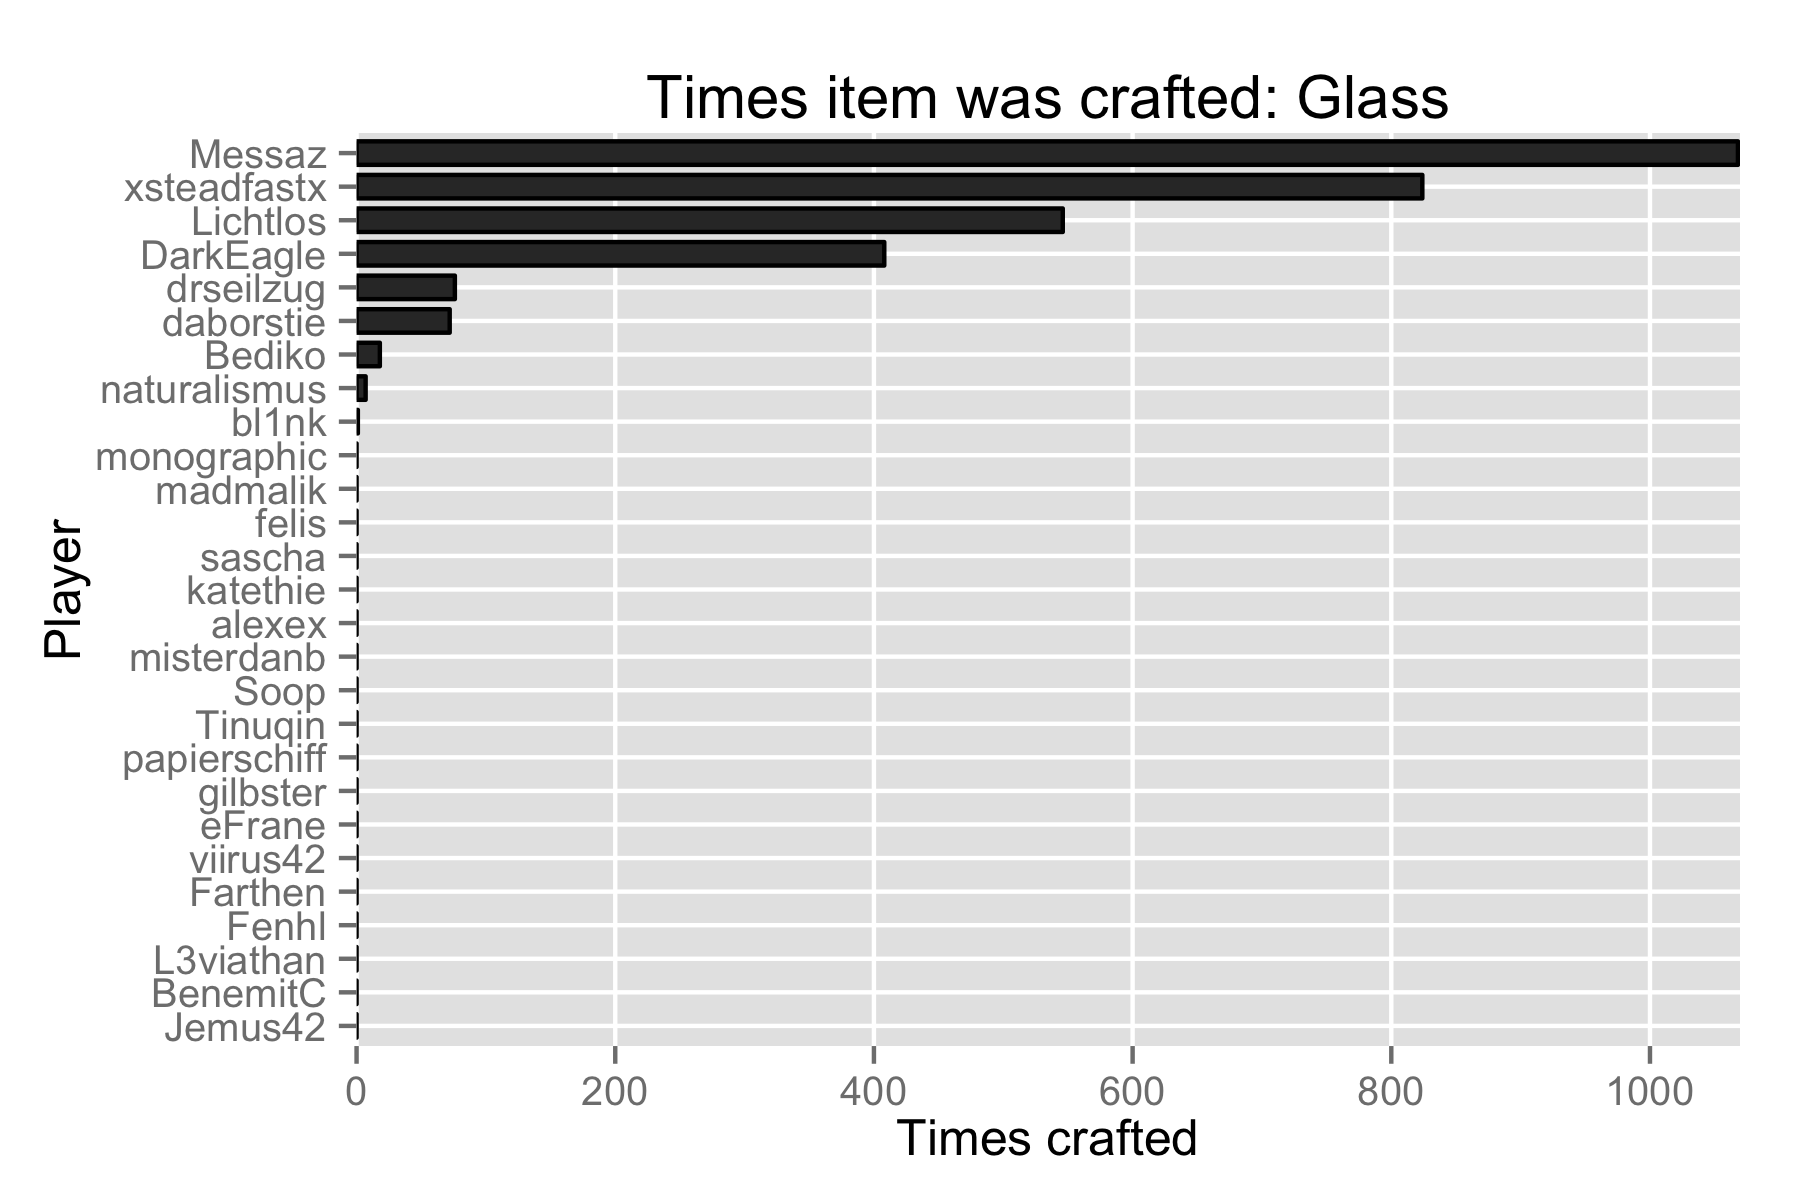 Times item was crafted: Glass
Messaz
xsteadfastx
Lichtlos
DarkEagle
drseilzug
daborstie
Bediko
naturalismus
bl1nk
monographic
madmalik
felis
sascha
katethie
alexex
misterdanb
Soop
Tinuqin
papierschiff
gilbster
eFrane
viirus42
Farthen
Fenhl
L3viathan
BenemitC
Jemus42
Player
0 200 400 600 800 1000
Times crafted